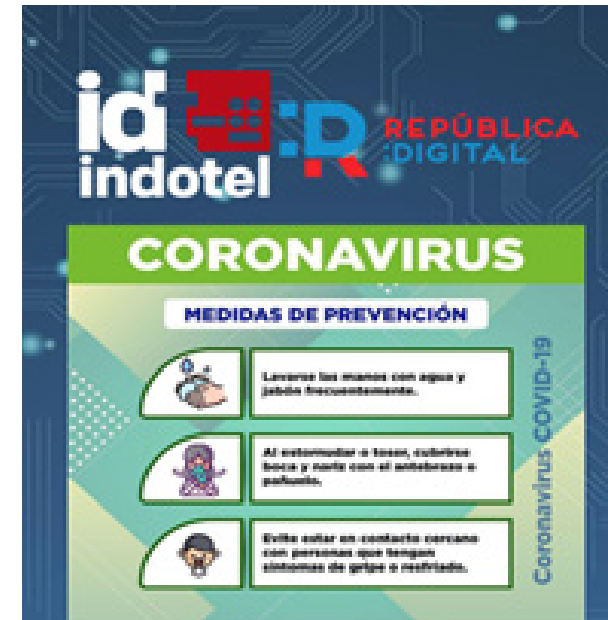 id
indotel
:R REPÚBLICA
:DIGITAL
CORONAVIRUS
MEDIDAS DE PREVENCIÓN
Lavarse las manos con agua y
jabón frecuentemente.
Al estornudar o toser, cubrirse
boca y nariz con el antebrazo o
pañuelo.
Evite estar en contacto cercano
con personas que tengan
síntomas de gripe o resfriado.
Coronavirus COVID-19